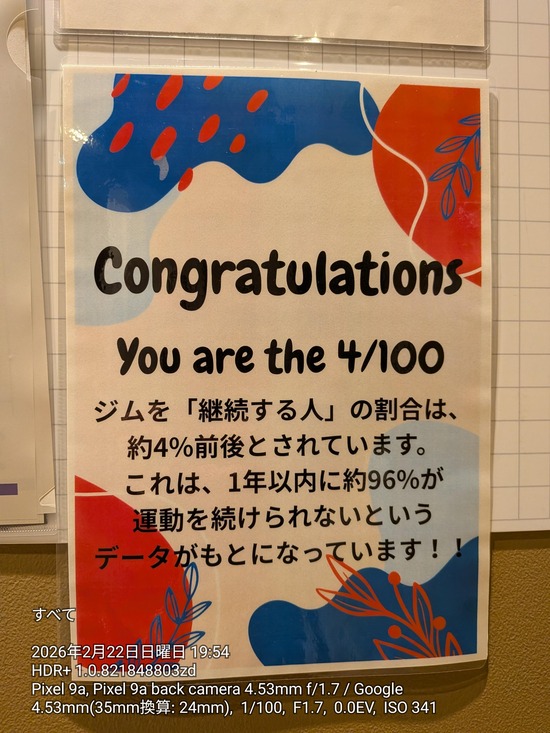 Congratulations
You are the 4/100
ジムを「継続する人」の割合は、
約4%前後とされています。
これは、1年以内に約96%が
運動を続けられないという
データがもとになっています！！
すべて
2026年2月22日日曜日 19:54
HDR+ 1.0.821848803zd
Pixel 9a, Pixel 9a back camera 4.53mm f/1.7 / Google
4.53mm(35mm換算: 24mm), 1/100, F1.7, 0.0EV, ISO 341